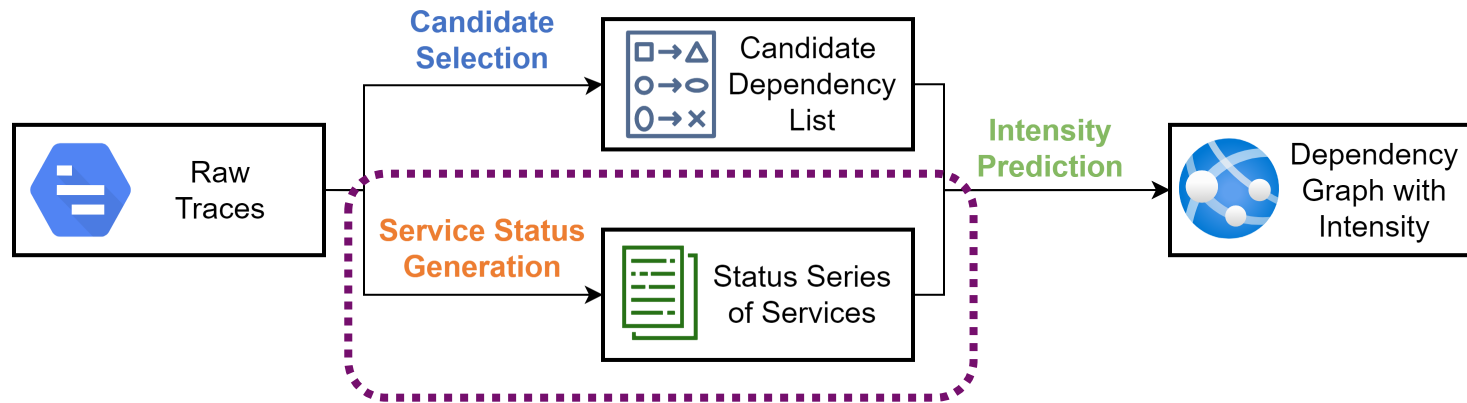 Raw
Traces
Candidate
Selection
Candidate
Dependency
List
Service Status
Generation
Status Series
of Services
Intensity
Prediction
Dependency
Graph with
Intensity